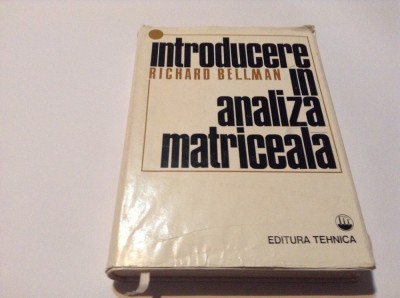 introducere
RICHARD BELLMAN in
analiza
matriceala
EDITURA TEHNICA